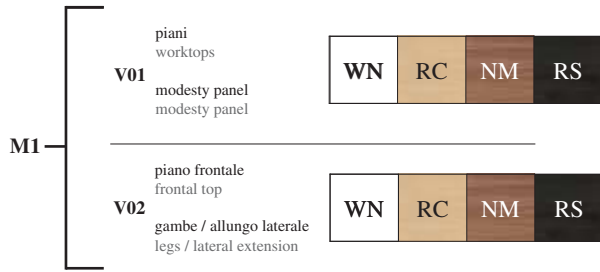 M1
V01
piani
worktops
modesty panel
modesty panel
WN RC NM RS
V02
piano frontale
frontal top
gambe / allungo laterale
legs / lateral extension
WN RC NM RS